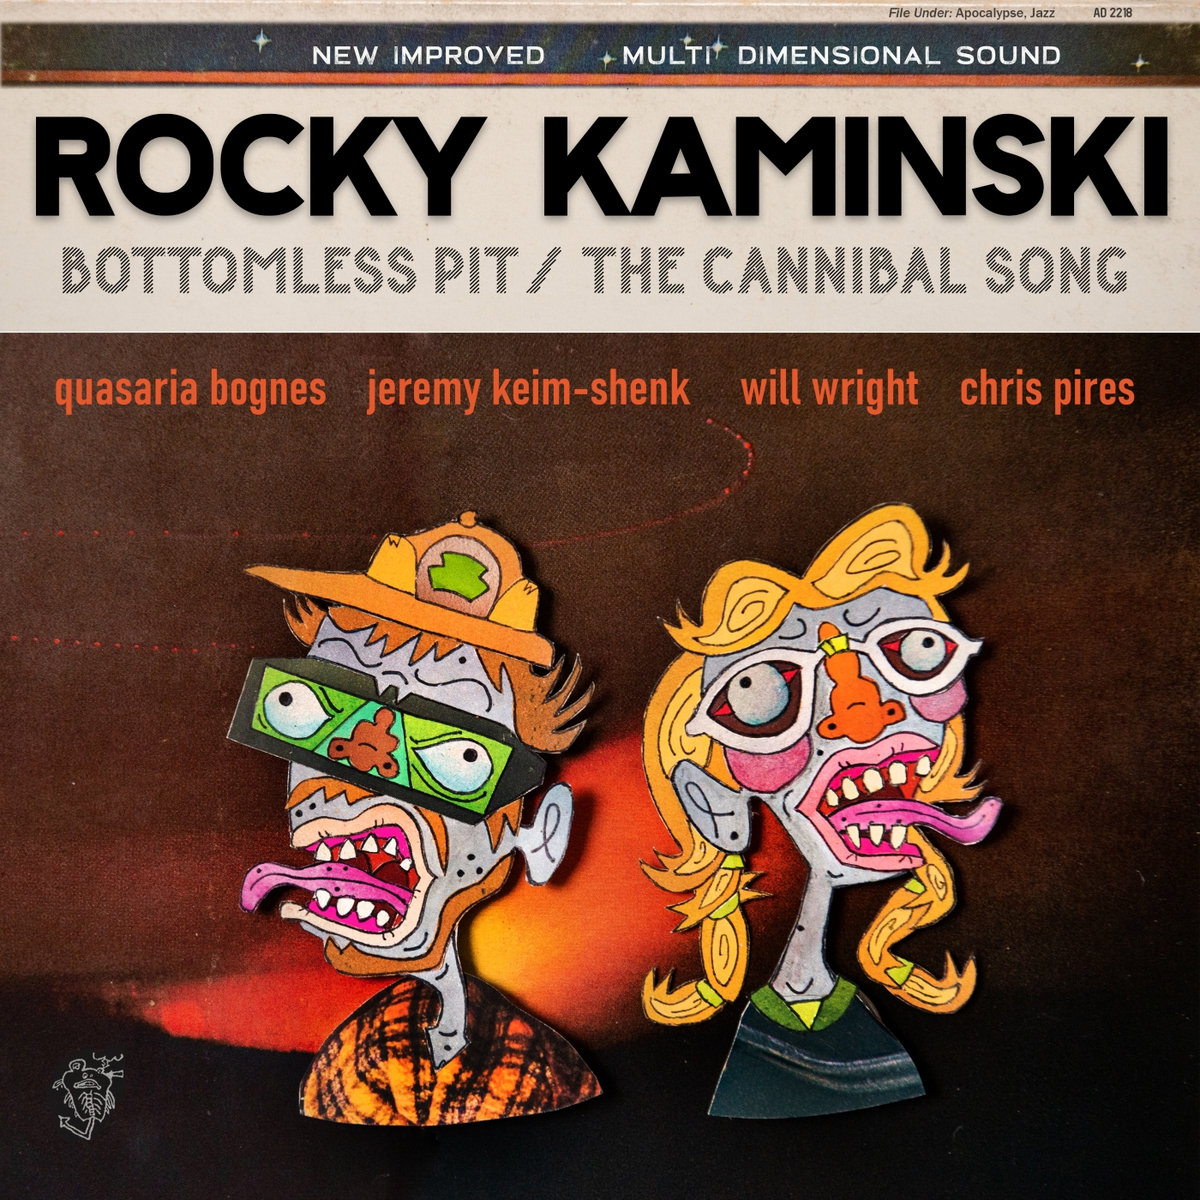 File Under: Apocalypse, Jazz AD 2218
NEW IMPROVED MULTI DIMENSIONAL SOUND
ROCKY KAMINSKI
BOTTOMLESS PIT / THE CANNIBAL SONG
quasaria bognes jeremy keim-shenk will wright chris pires